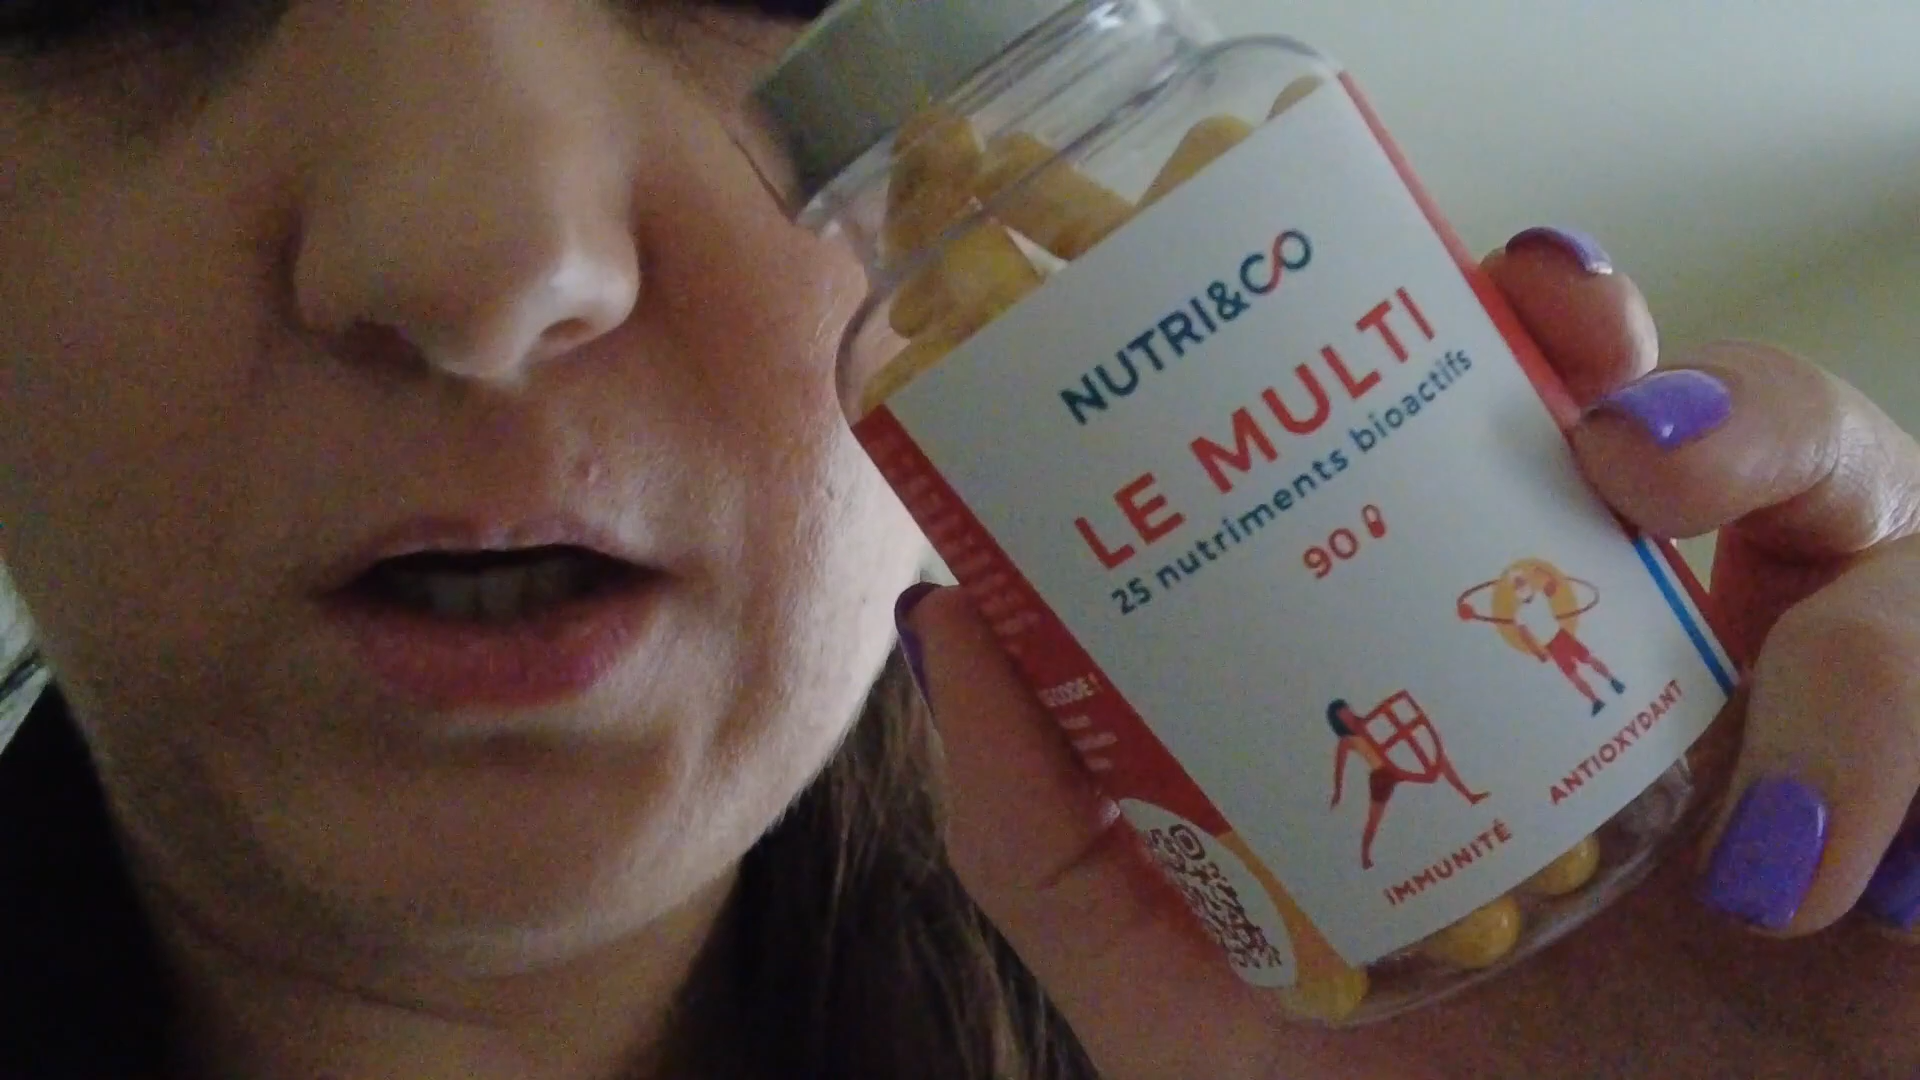 NUTRI&CO
LE MULTI
25 nutriments bioactifs
90
IMMUNITÉ
ANTIOXYDANT